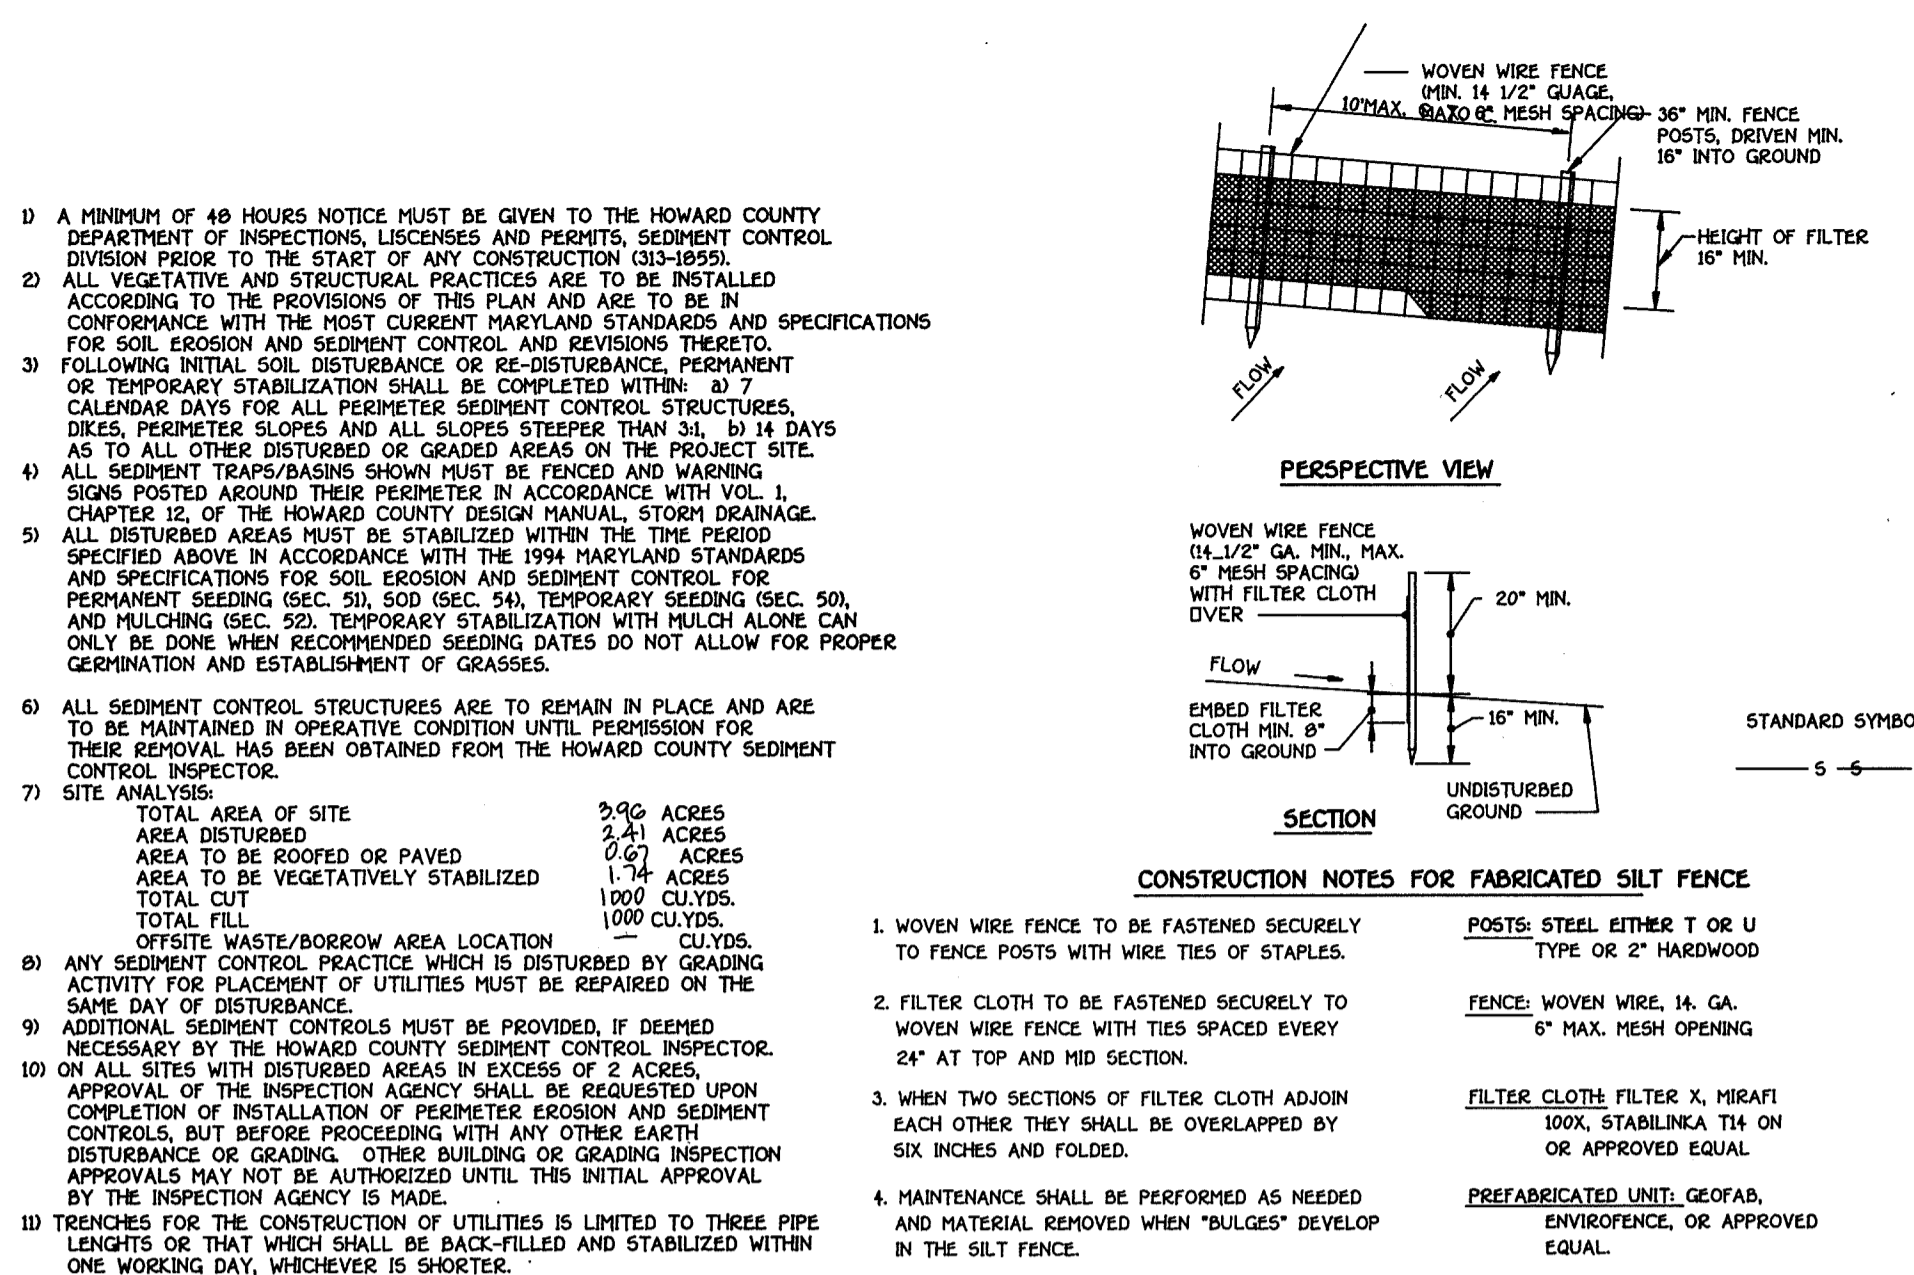 1) A MINIMUM OF 48 HOURS NOTICE MUST BE GIVEN TO THE HOWARD COUNTY
DEPARTMENT OF INSPECTIONS, LISCENSES AND PERMITS, SEDIMENT CONTROL
DIVISION PRIOR TO THE START OF ANY CONSTRUCTION (313-1855).
2) ALL VEGETATIVE AND STRUCTURAL PRACTICES ARE TO BE INSTALLED
ACCORDING TO THE PROVISIONS OF THIS PLAN AND ARE TO BE IN
CONFORMANCE WITH THE MOST CURRENT MARYLAND STANDARDS AND SPECIFICATIONS
FOR SOIL EROSION AND SEDIMENT CONTROL AND REVISIONS THERETO.
3) FOLLOWING INITIAL SOIL DISTURBANCE OR RE-DISTURBANCE, PERMANENT
OR TEMPORARY STABILIZATION SHALL BE COMPLETED WITHIN: a) 7
CALENDAR DAYS FOR ALL PERIMETER SEDIMENT CONTROL STRUCTURES,
DIKES, PERIMETER SLOPES AND ALL SLOPES STEEPER THAN 3:1, b) 14 DAYS
AS TO ALL OTHER DISTURBED OR GRADED AREAS ON THE PROJECT SITE.
4) ALL SEDIMENT TRAPS/BASINS SHOWN MUST BE FENCED AND WARNING
SIGNS POSTED AROUND THEIR PERIMETER IN ACCORDANCE WITH VOL. 1,
CHAPTER 12, OF THE HOWARD COUNTY DESIGN MANUAL, STORM DRAINAGE.
5) ALL DISTURBED AREAS MUST BE STABILIZED WITHIN THE TIME PERIOD
SPECIFIED ABOVE IN ACCORDANCE WITH THE 1994 MARYLAND STANDARDS
AND SPECIFICATIONS FOR SOIL EROSION AND SEDIMENT CONTROL FOR
PERMANENT SEEDING (SEC. 51), SOD (SEC. 54), TEMPORARY SEEDING (SEC. 50),
AND MULCHING (SEC. 52). TEMPORARY STABILIZATION WITH MULCH ALONE CAN
ONLY BE DONE WHEN RECOMMENDED SEEDING DATES DO NOT ALLOW FOR PROPER
GERMINATION AND ESTABLISHMENT OF GRASSES.
6) ALL SEDIMENT CONTROL STRUCTURES ARE TO REMAIN IN PLACE AND ARE
TO BE MAINTAINED IN OPERATIVE CONDITION UNTIL PERMISSION FOR
THEIR REMOVAL HAS BEEN OBTAINED FROM THE HOWARD COUNTY SEDIMENT
CONTROL INSPECTOR.
7) SITE ANALYSIS:
TOTAL AREA OF SITE 3.96 ACRES
AREA DISTURBED 2.41 ACRES
AREA TO BE ROOFED OR PAVED 0.67 ACRES
AREA TO BE VEGETATIVELY STABILIZED 1.74 ACRES
TOTAL CUT 1000 CU.YDS.
TOTAL FILL 1000 CU.YDS.
OFFSITE WASTE/BORROW AREA LOCATION — CU.YDS.
8) ANY SEDIMENT CONTROL PRACTICE WHICH IS DISTURBED BY GRADING
ACTIVITY FOR PLACEMENT OF UTILITIES MUST BE REPAIRED ON THE
SAME DAY OF DISTURBANCE.
9) ADDITIONAL SEDIMENT CONTROLS MUST BE PROVIDED, IF DEEMED
NECESSARY BY THE HOWARD COUNTY SEDIMENT CONTROL INSPECTOR.
10) ON ALL SITES WITH DISTURBED AREAS IN EXCESS OF 2 ACRES,
APPROVAL OF THE INSPECTION AGENCY SHALL BE REQUESTED UPON
COMPLETION OF INSTALLATION OF PERIMETER EROSION AND SEDIMENT
CONTROLS, BUT BEFORE PROCEEDING WITH ANY OTHER EARTH
DISTURBANCE OR GRADING. OTHER BUILDING OR GRADING INSPECTION
APPROVALS MAY NOT BE AUTHORIZED UNTIL THIS INITIAL APPROVAL
BY THE INSPECTION AGENCY IS MADE.
11) TRENCHES FOR THE CONSTRUCTION OF UTILITIES IS LIMITED TO THREE PIPE
LENGHTS OR THAT WHICH SHALL BE BACK-FILLED AND STABILIZED WITHIN
ONE WORKING DAY, WHICHEVER IS SHORTER.
WOVEN WIRE FENCE
(MIN. 14 1/2" GUAGE,
10'MAX. MESH SPACING)
36" MIN. FENCE
POSTS, DRIVEN MIN.
16" INTO GROUND
HEIGHT OF FILTER
16" MIN.
FLOW
FLOW
PERSPECTIVE VIEW
WOVEN WIRE FENCE
(14_1/2" GA. MIN., MAX.
6" MESH SPACING)
WITH FILTER CLOTH
OVER
20" MIN.
FLOW
EMBED FILTER
CLOTH MIN. 8"
INTO GROUND
16" MIN.
UNDISTURBED
GROUND
SECTION
STANDARD SYMBO
S S
CONSTRUCTION NOTES FOR FABRICATED SILT FENCE
1. WOVEN WIRE FENCE TO BE FASTENED SECURELY
TO FENCE POSTS WITH WIRE TIES OF STAPLES.
2. FILTER CLOTH TO BE FASTENED SECURELY TO
WOVEN WIRE FENCE WITH TIES SPACED EVERY
24" AT TOP AND MID SECTION.
3. WHEN TWO SECTIONS OF FILTER CLOTH ADJOIN
EACH OTHER THEY SHALL BE OVERLAPPED BY
SIX INCHES AND FOLDED.
4. MAINTENANCE SHALL BE PERFORMED AS NEEDED
AND MATERIAL REMOVED WHEN "BULGES" DEVELOP
IN THE SILT FENCE.
POSTS: STEEL EITHER T OR U
TYPE OR 2" HARDWOOD
FENCE: WOVEN WIRE, 14. GA.
6" MAX. MESH OPENING
FILTER CLOTH: FILTER X, MIRAFI
100X, STABILINKA T14 ON
OR APPROVED EQUAL
PREFABRICATED UNIT: GEOFAB,
ENVIROFENCE, OR APPROVED
EQUAL.